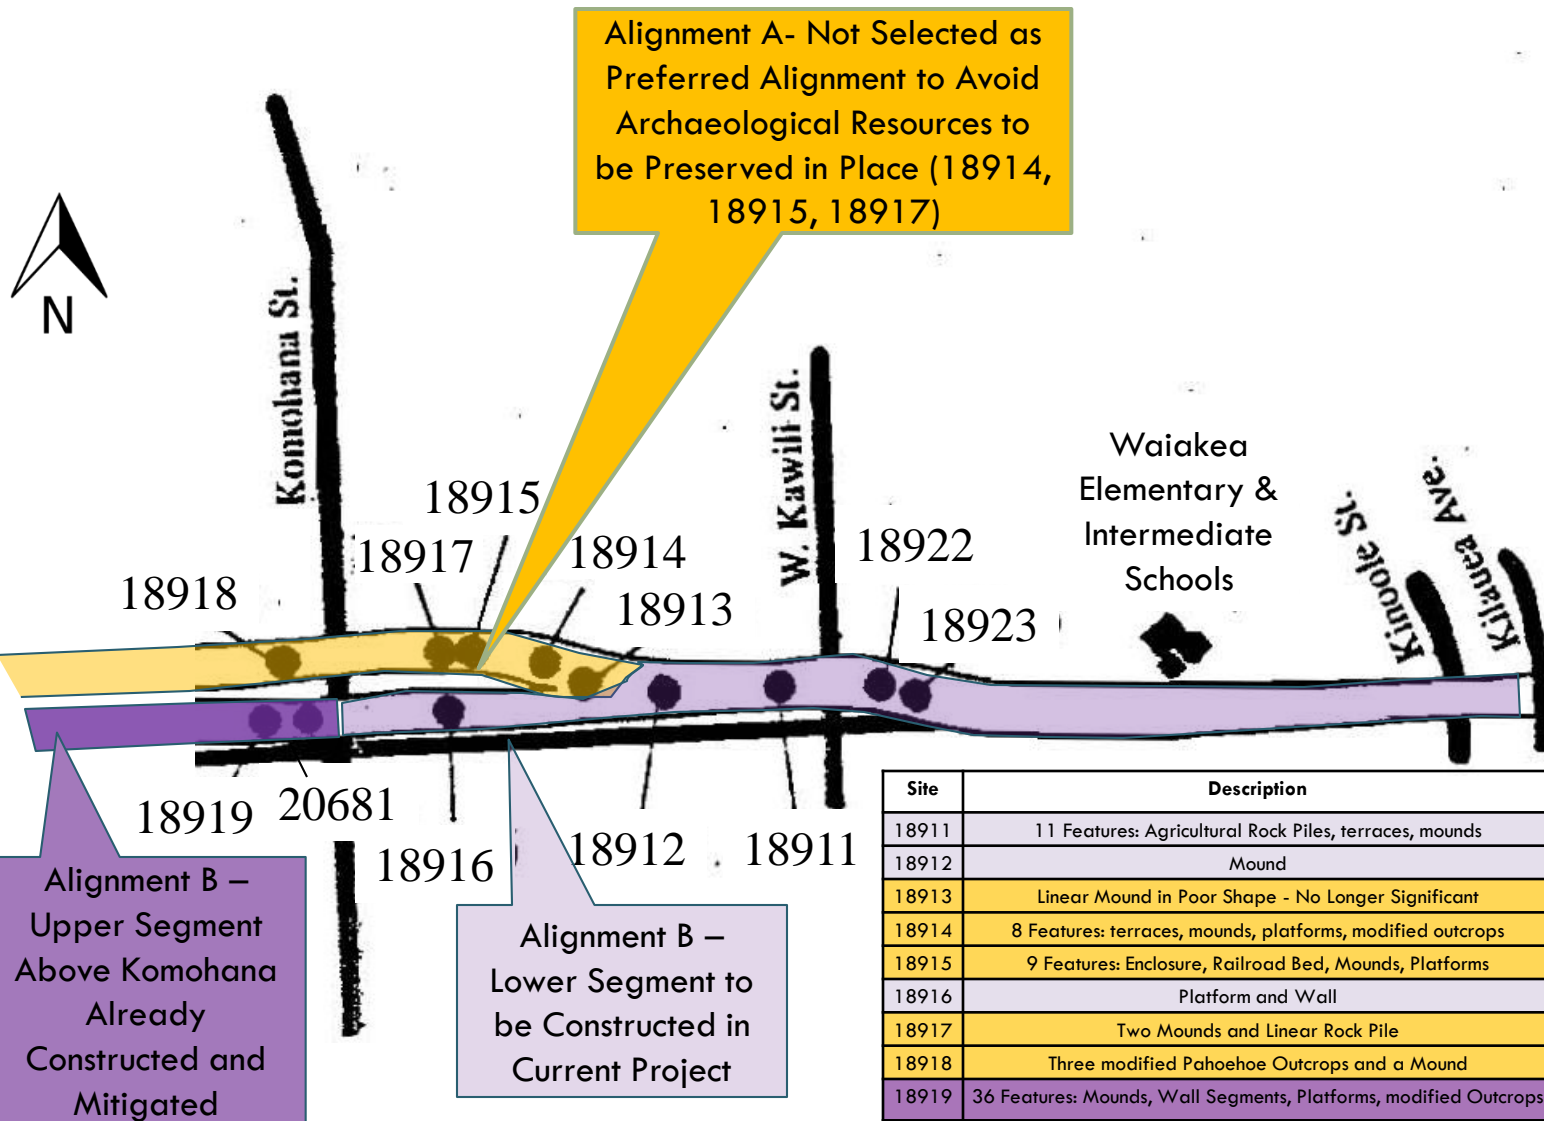 Alignment A- Not Selected as
Preferred Alignment to Avoid
Archaeological Resources to
be Preserved in Place (18914,
18915, 18917)
N
Komohana St.
W. Kawili St.
Waiakea
Elementary &
Intermediate
Schools
Kinoole St.
Kilauea Ave.
18915
18917
18914
18922
18918
18913
18923
18919
20681
18916
18912
18911
Alignment B –
Upper Segment
Above Komohana
Already
Constructed and
Mitigated
Alignment B –
Lower Segment to
be Constructed in
Current Project
Site Description
18911 11 Features: Agricultural Rock Piles, terraces, mounds
18912 Mound
18913 Linear Mound in Poor Shape - No Longer Significant
18914 8 Features: terraces, mounds, platforms, modified outcrops
18915 9 Features: Enclosure, Railroad Bed, Mounds, Platforms
18916 Platform and Wall
18917 Two Mounds and Linear Rock Pile
18918 Three modified Pahoehoe Outcrops and a Mound
18919 36 Features: Mounds, Wall Segments, Platforms, modified Outcrops